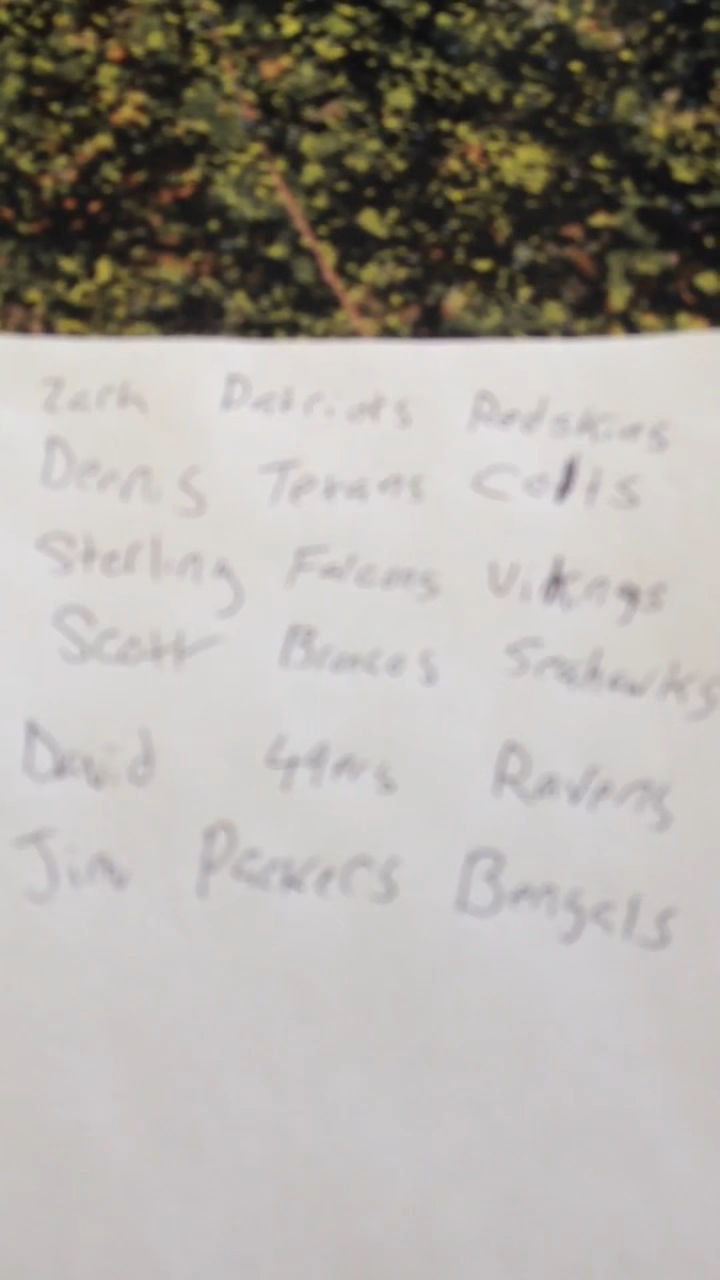 Zach Patriots Redskins
Dennis Texans Colts
Sterling Falcons Vikings
Scott Broncos Seahawks
David 49ers Ravens
Jim Packers Bengals